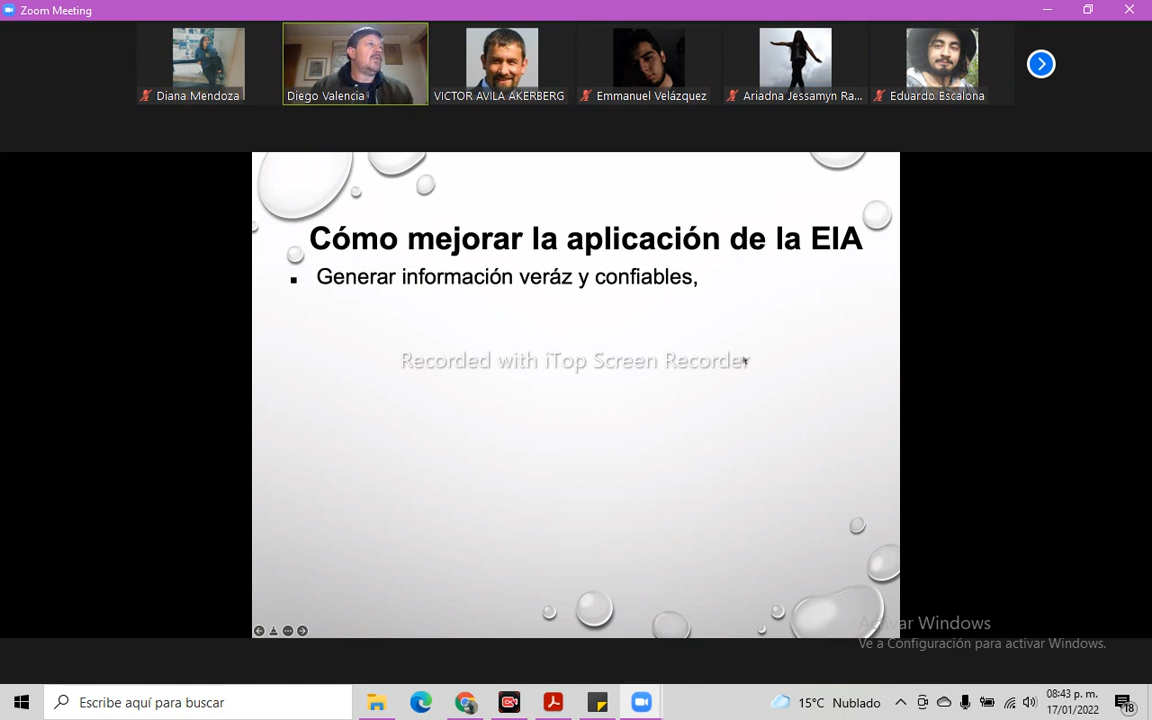 Zoom Meeting
Diana Mendoza
Diego Valencia
VICTOR AVILA AKERBERG
Emmanuel Velázquez
Ariadna Jessamyn Ra...
Eduardo Escalona
Cómo mejorar la aplicación de la EIA
Generar información veráz y confiables,
Recorded with iTop Screen Recorder
Activar Windows
Ve a Configuración para activar Windows.
Escribe aquí para buscar
15°C Nublado
08:43 p. m.
17/01/2022
18